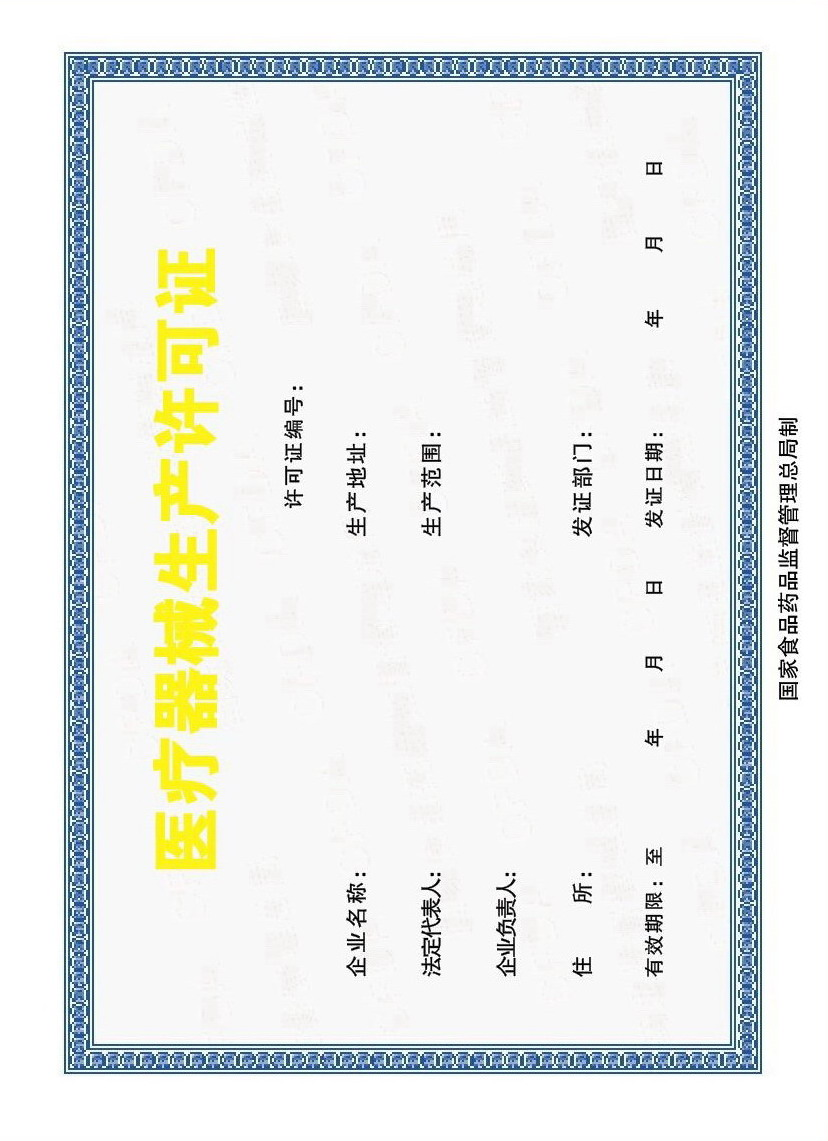 医疗器械生产许可证
许可证编号：
企业名称： 生产地址：
法定代表人： 生产范围：
企业负责人：
住 所： 发证部门：
有效期限：至 年 月 日 发证日期： 年 月 日
国家食品药品监督管理总局制